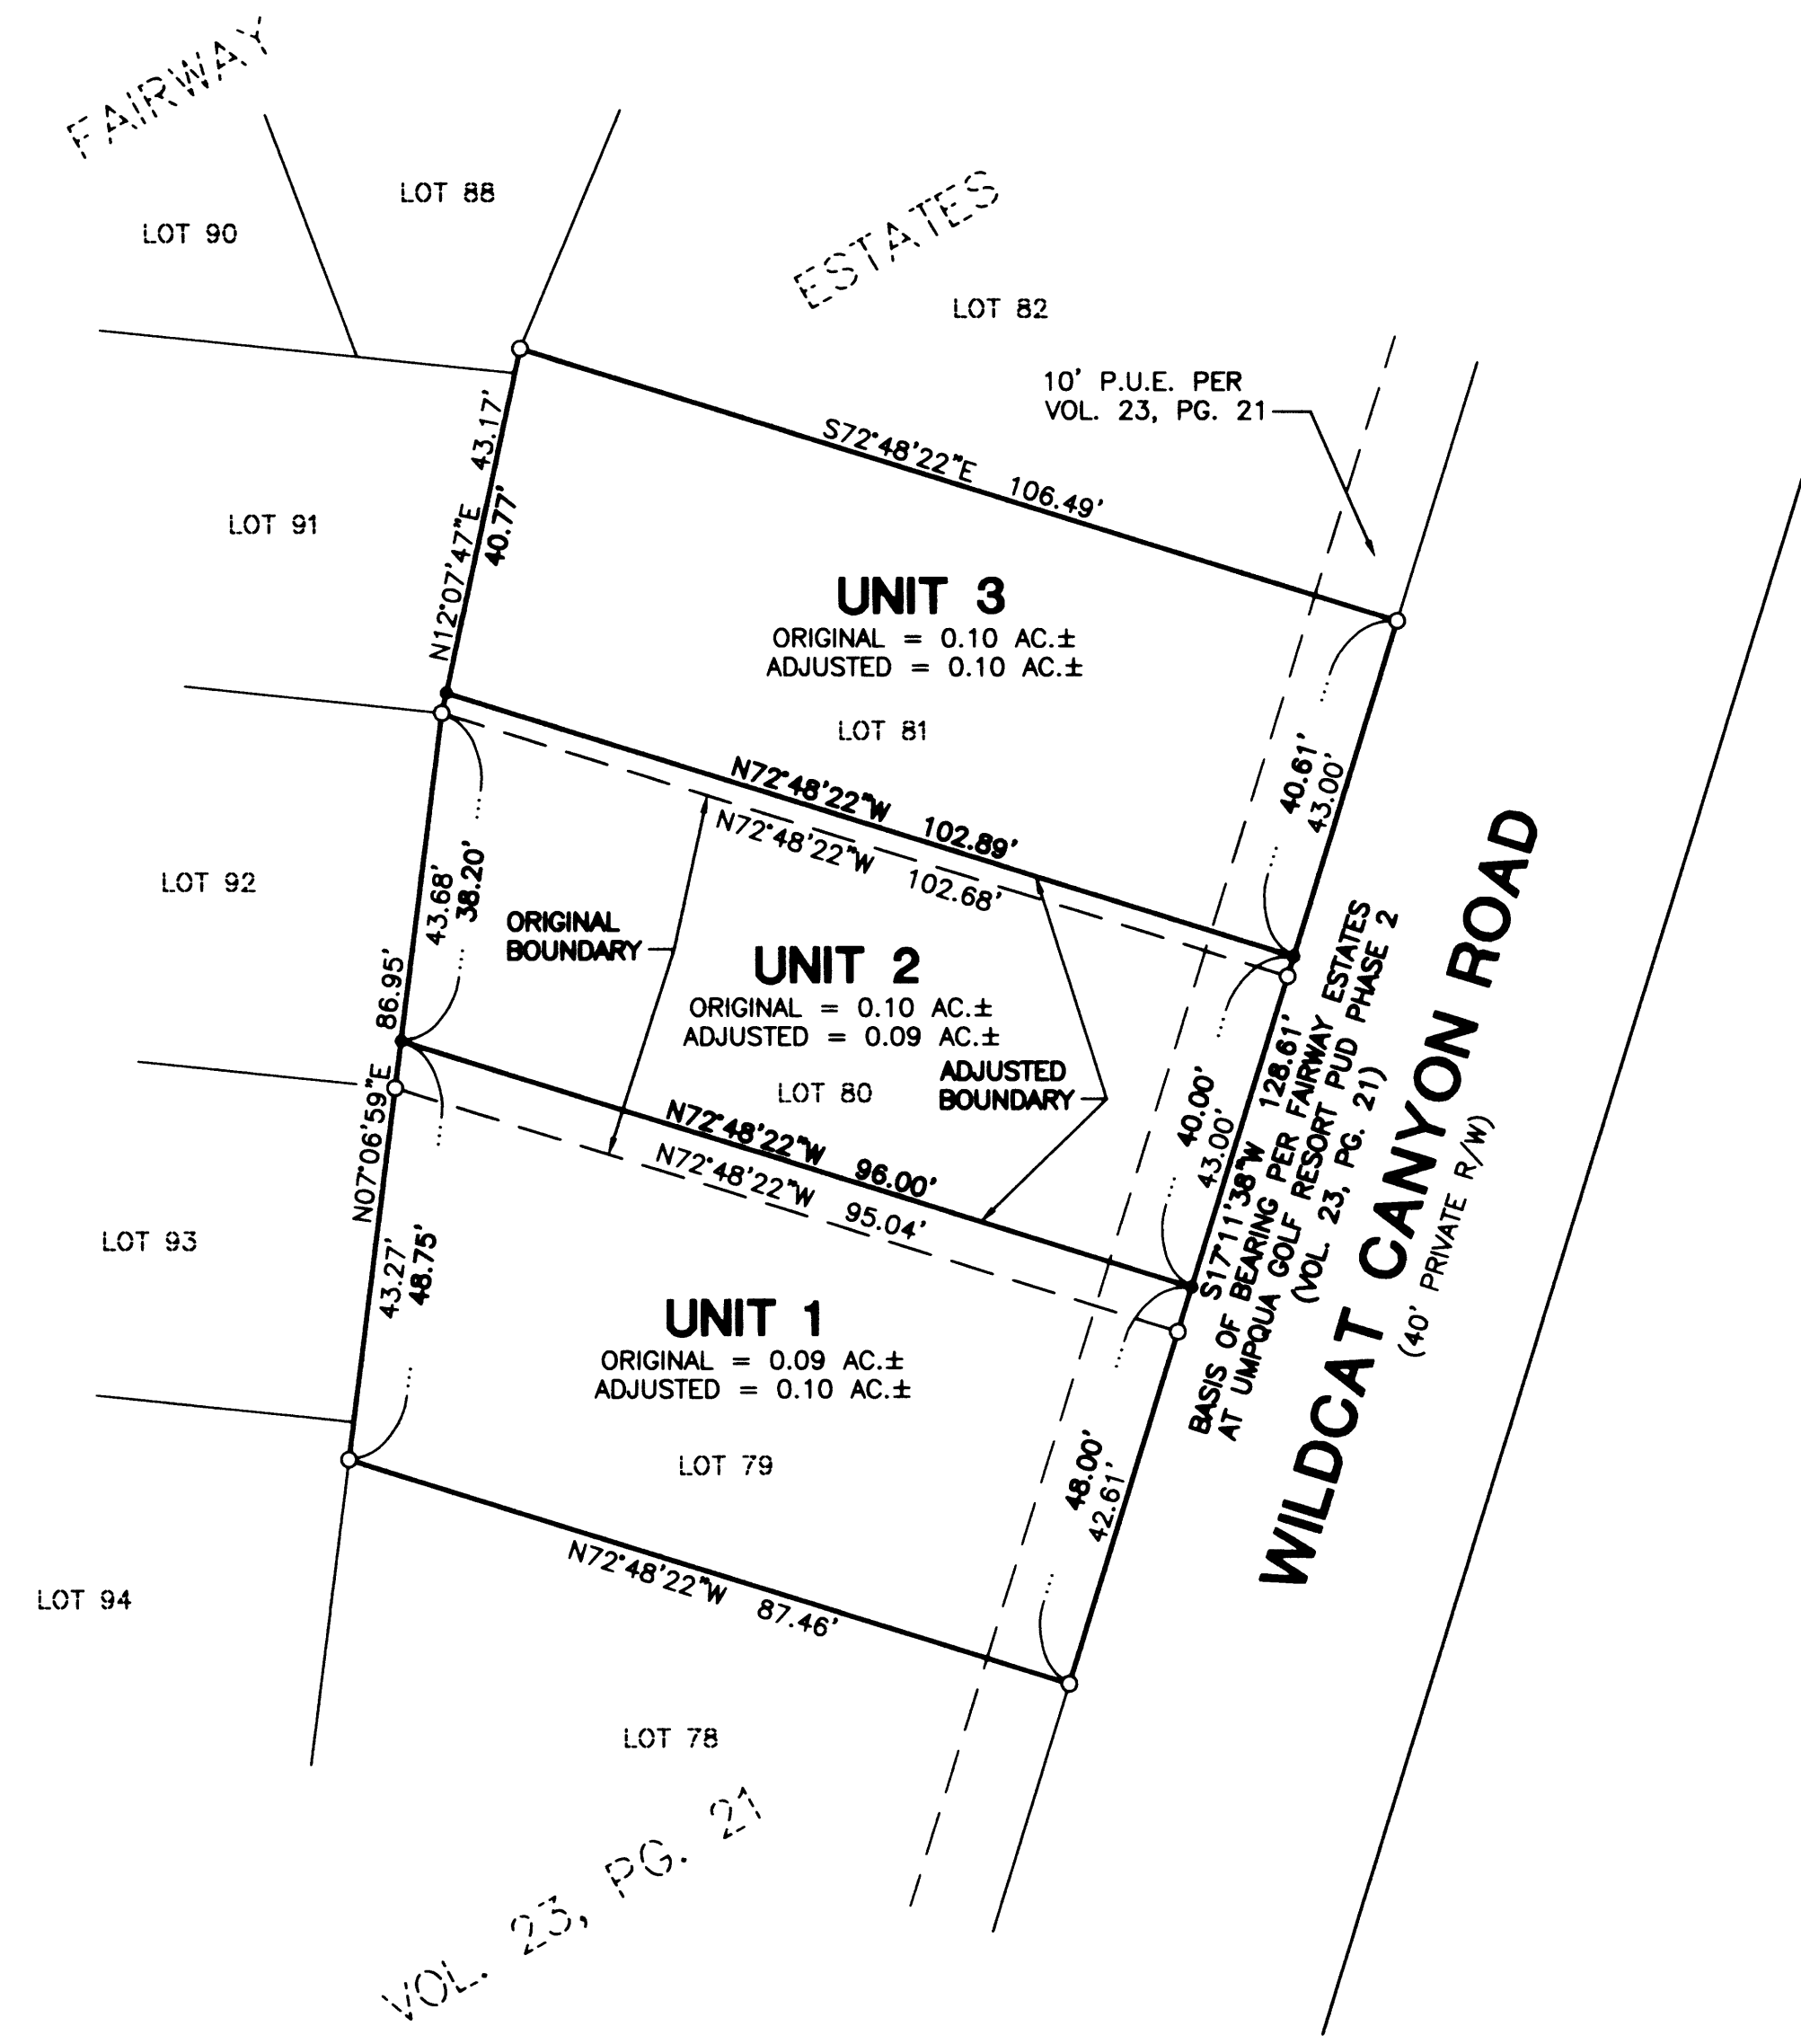 FAIRWAY
LOT 88
LOT 90
ESTATES
LOT 82
10' P.U.E. PER
VOL. 23, PG. 21
S72°48'22"E 106.49'
N12°07'47"E 43.17'
40.77'
LOT 91
UNIT 3
ORIGINAL = 0.10 AC.±
ADJUSTED = 0.10 AC.±
LOT 81
40.61'
43.00'
N72°48'22"W 102.89'
N72°48'22"W 102.68'
LOT 92
43.68'
38.20'
ORIGINAL
BOUNDARY
UNIT 2
ORIGINAL = 0.10 AC.±
ADJUSTED = 0.09 AC.±
LOT 80
ADJUSTED
BOUNDARY
40.00'
43.00'
N07°06'59"E 86.95'
S17°11'38"W 128.61'
BASIS OF BEARING PER FAIRWAY ESTATES
AT UMPQUA GOLF RESORT PUD PHASE 2
(VOL. 23, PG. 21)
WILDCAT CANYON ROAD
(40' PRIVATE R/W)
N72°48'22"W 96.00'
N72°48'22"W 95.04'
LOT 93
43.27'
48.75'
UNIT 1
ORIGINAL = 0.09 AC.±
ADJUSTED = 0.10 AC.±
LOT 79
48.00'
42.61'
N72°48'22"W 87.46'
LOT 94
LOT 78
VOL. 23, PG. 21